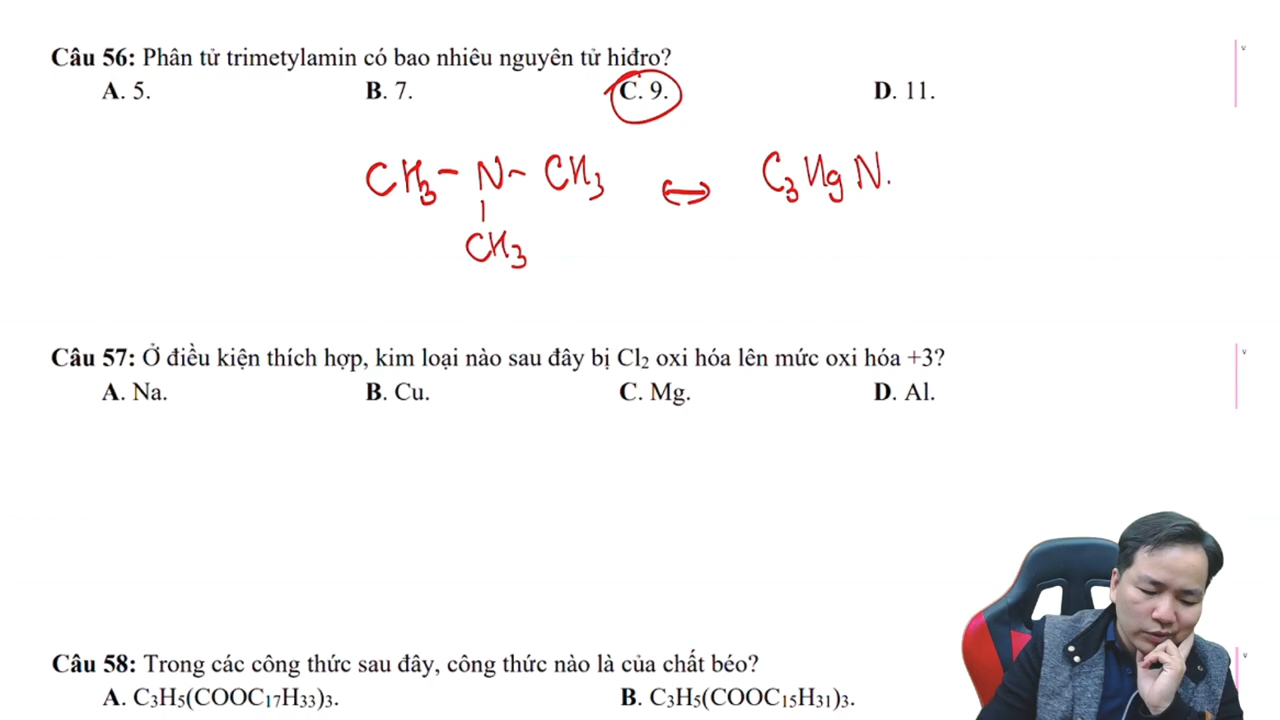 Câu 56: Phân tử trimetylamin có bao nhiêu nguyên tử hiđro?
A. 5. B. 7. C. 9. D. 11.
CH3 - N - CH3 ⇔ C3H9N.
|
CH3
Câu 57: Ở điều kiện thích hợp, kim loại nào sau đây bị Cl2 oxi hóa lên mức oxi hóa +3?
A. Na. B. Cu. C. Mg. D. Al.
Câu 58: Trong các công thức sau đây, công thức nào là của chất béo?
A. C3H5(COOC17H33)3. B. C3H5(COOC15H31)3.